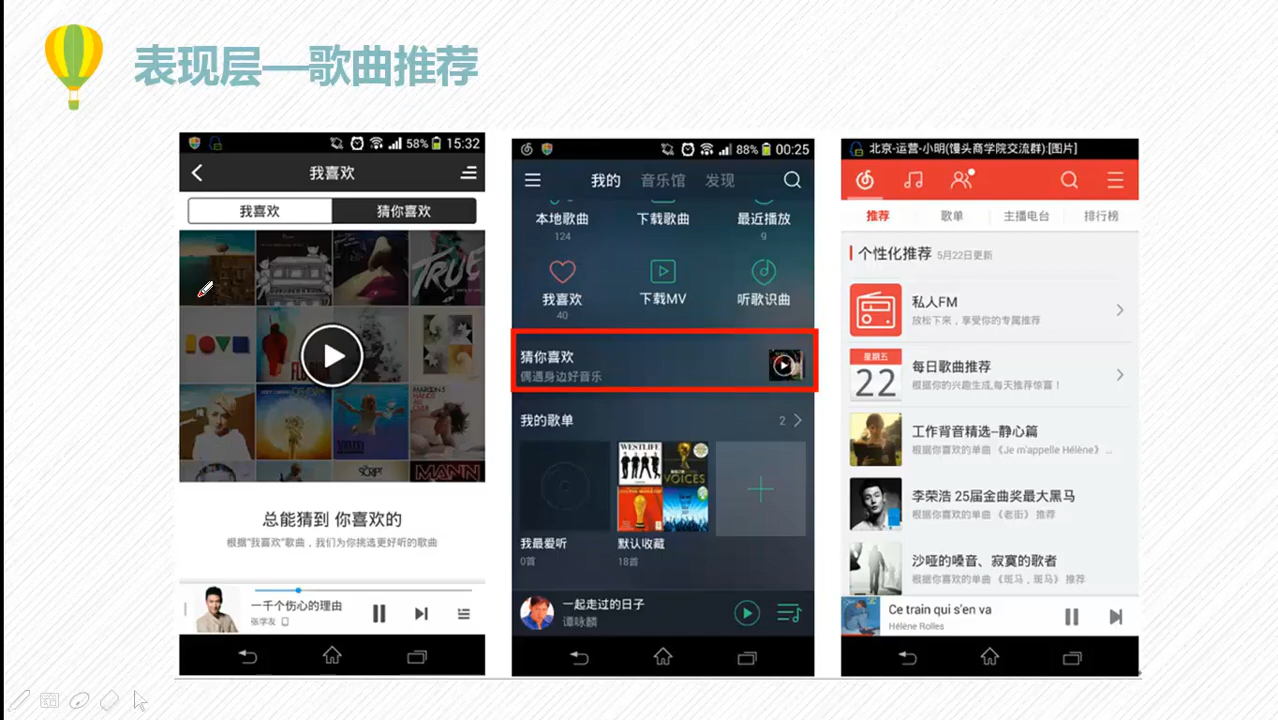 表现层—歌曲推荐
58% 15:32
我喜欢
我喜欢 猜你喜欢
TRUE
LOVE
MAROON 5
SCRIPT
MANN
总能猜到 你喜欢的
根据“我喜欢”歌曲，我们为你挑选更好听的歌曲
一千个伤心的理由
张学友
88% 00:25
我的 音乐馆 发现
本地歌曲 下载歌曲 最近播放
124 9
我喜欢 下载MV 听歌识曲
40
猜你喜欢
偶遇身边好音乐
我的歌单 2
WESTLIFE
VOICES
我最爱听 默认收藏
0首 18首
一起走过的日子
谭咏麟
北京-运营-小明(馒头商学院交流群):[图片]
推荐 歌单 主播电台 排行榜
个性化推荐 5月22日更新
私人FM
放松下来，享受你的专属推荐
星期五
22
每日歌曲推荐
根据你的兴趣生成,每天推荐惊喜！
工作背音精选--静心篇
根据你喜欢的单曲《Je m'appelle Hélène》...
李荣浩 25届金曲奖最大黑马
根据你喜欢的单曲《老街》 推荐
沙哑的嗓音、寂寞的歌者
根据你喜欢的单曲《斑马，斑马》 推荐
Ce train qui s'en va
Hélène Rolles